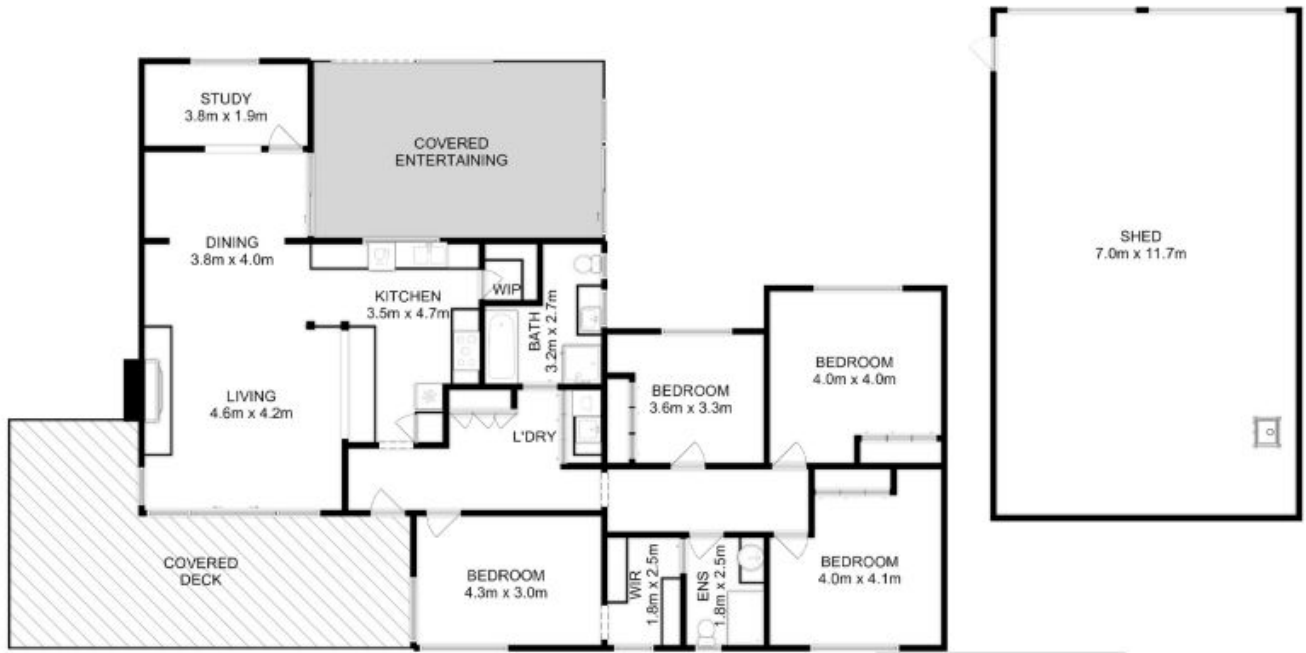 STUDY
3.8m x 1.9m
COVERED
ENTERTAINING
DINING
3.8m x 4.0m
KITCHEN
3.5m x 4.7m
WIP
BATH
3.2m x 2.7m
LIVING
4.6m x 4.2m
L'DRY
BEDROOM
3.6m x 3.3m
BEDROOM
4.0m x 4.0m
SHED
7.0m x 11.7m
COVERED
DECK
BEDROOM
4.3m x 3.0m
WIR
1.8m x 2.5m
ENS
1.8m x 2.5m
BEDROOM
4.0m x 4.1m